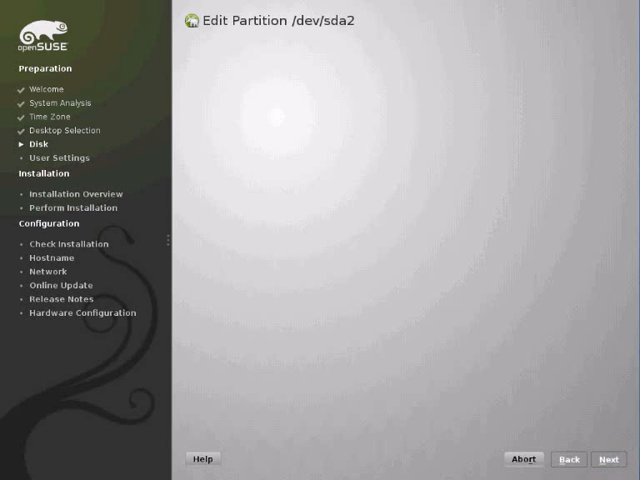 openSUSE
Edit Partition /dev/sda2
Preparation
Welcome
System Analysis
Time Zone
Desktop Selection
Disk
User Settings
Installation
Installation Overview
Perform Installation
Configuration
Check Installation
Hostname
Network
Online Update
Release Notes
Hardware Configuration
Help
Abort
Back
Next